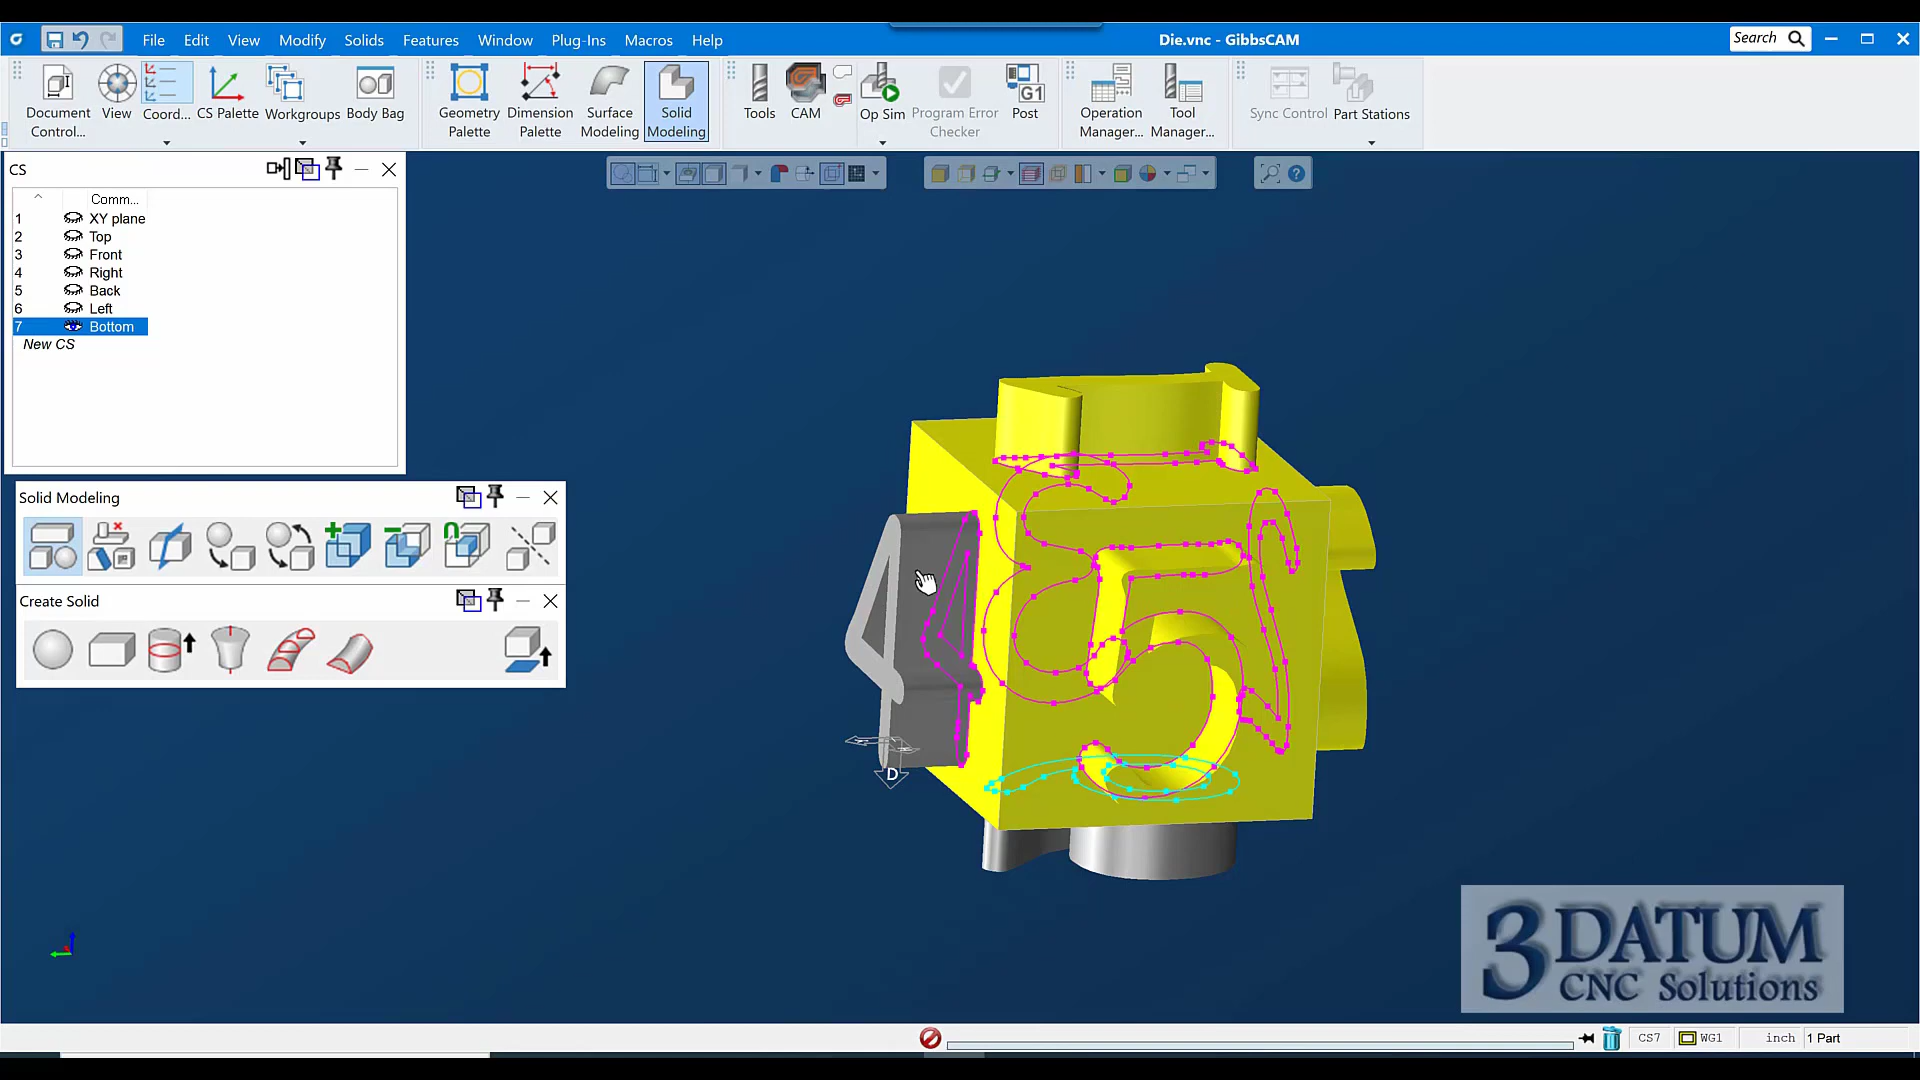 File Edit View Modify Solids Features Window Plug-Ins Macros Help
Die.vnc - GibbsCAM
Search
Document Control...
View
Coord...
CS Palette
Workgroups
Body Bag
Geometry Palette
Dimension Palette
Surface Modeling
Solid Modeling
Tools
CAM
Op Sim
Program Error Checker
G1
Post
Operation Manager...
Tool Manager...
Sync Control
Part Stations
CS
Comm...
1 XY plane
2 Top
3 Front
4 Right
5 Back
6 Left
7 Bottom
New CS
Solid Modeling
Create Solid
5
D
3DATUM
CNC Solutions
CS7 WG1 inch 1 Part